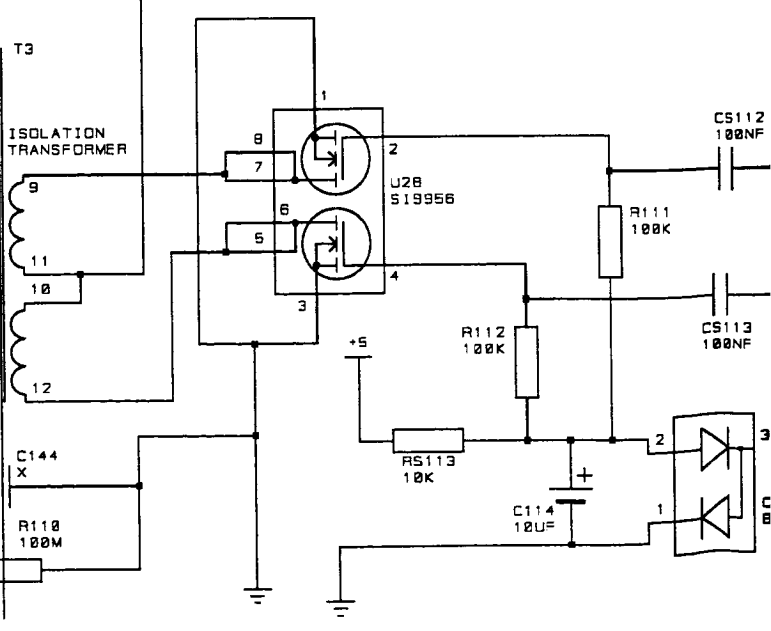 T3
ISOLATION
TRANSFORMER
9
11
10
12
1
8
7
6
5
2
U28
SI9956
4
3
CS112
100NF
R111
100K
R112
100K
CS113
100NF
+5
RS113
10K
C114
10UF
+
2
1
3
C144
X
R110
100M